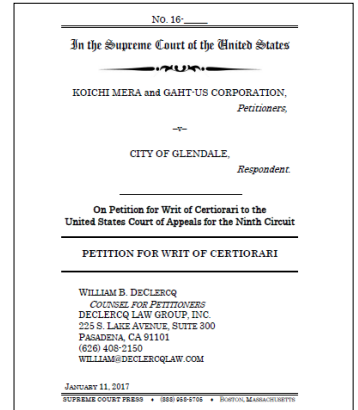 No. 16-_____
In the Supreme Court of the United States
KOICHI MERA and GAHT-US CORPORATION,
Petitioners,
–v–
CITY OF GLENDALE,
Respondent.
On Petition for Writ of Certiorari to the
United States Court of Appeals for the Ninth Circuit
PETITION FOR WRIT OF CERTIORARI
WILLIAM B. DECLERCQ
COUNSEL FOR PETITIONERS
DECLERCQ LAW GROUP, INC.
225 S. LAKE AVENUE, SUITE 300
PASADENA, CA 91101
(626) 408-2150
WILLIAM@DECLERCQLAW.COM
JANUARY 11, 2017
SUPREME COURT PRESS ♦ (888) 958-5705 ♦ BOSTON, MASSACHUSETTS